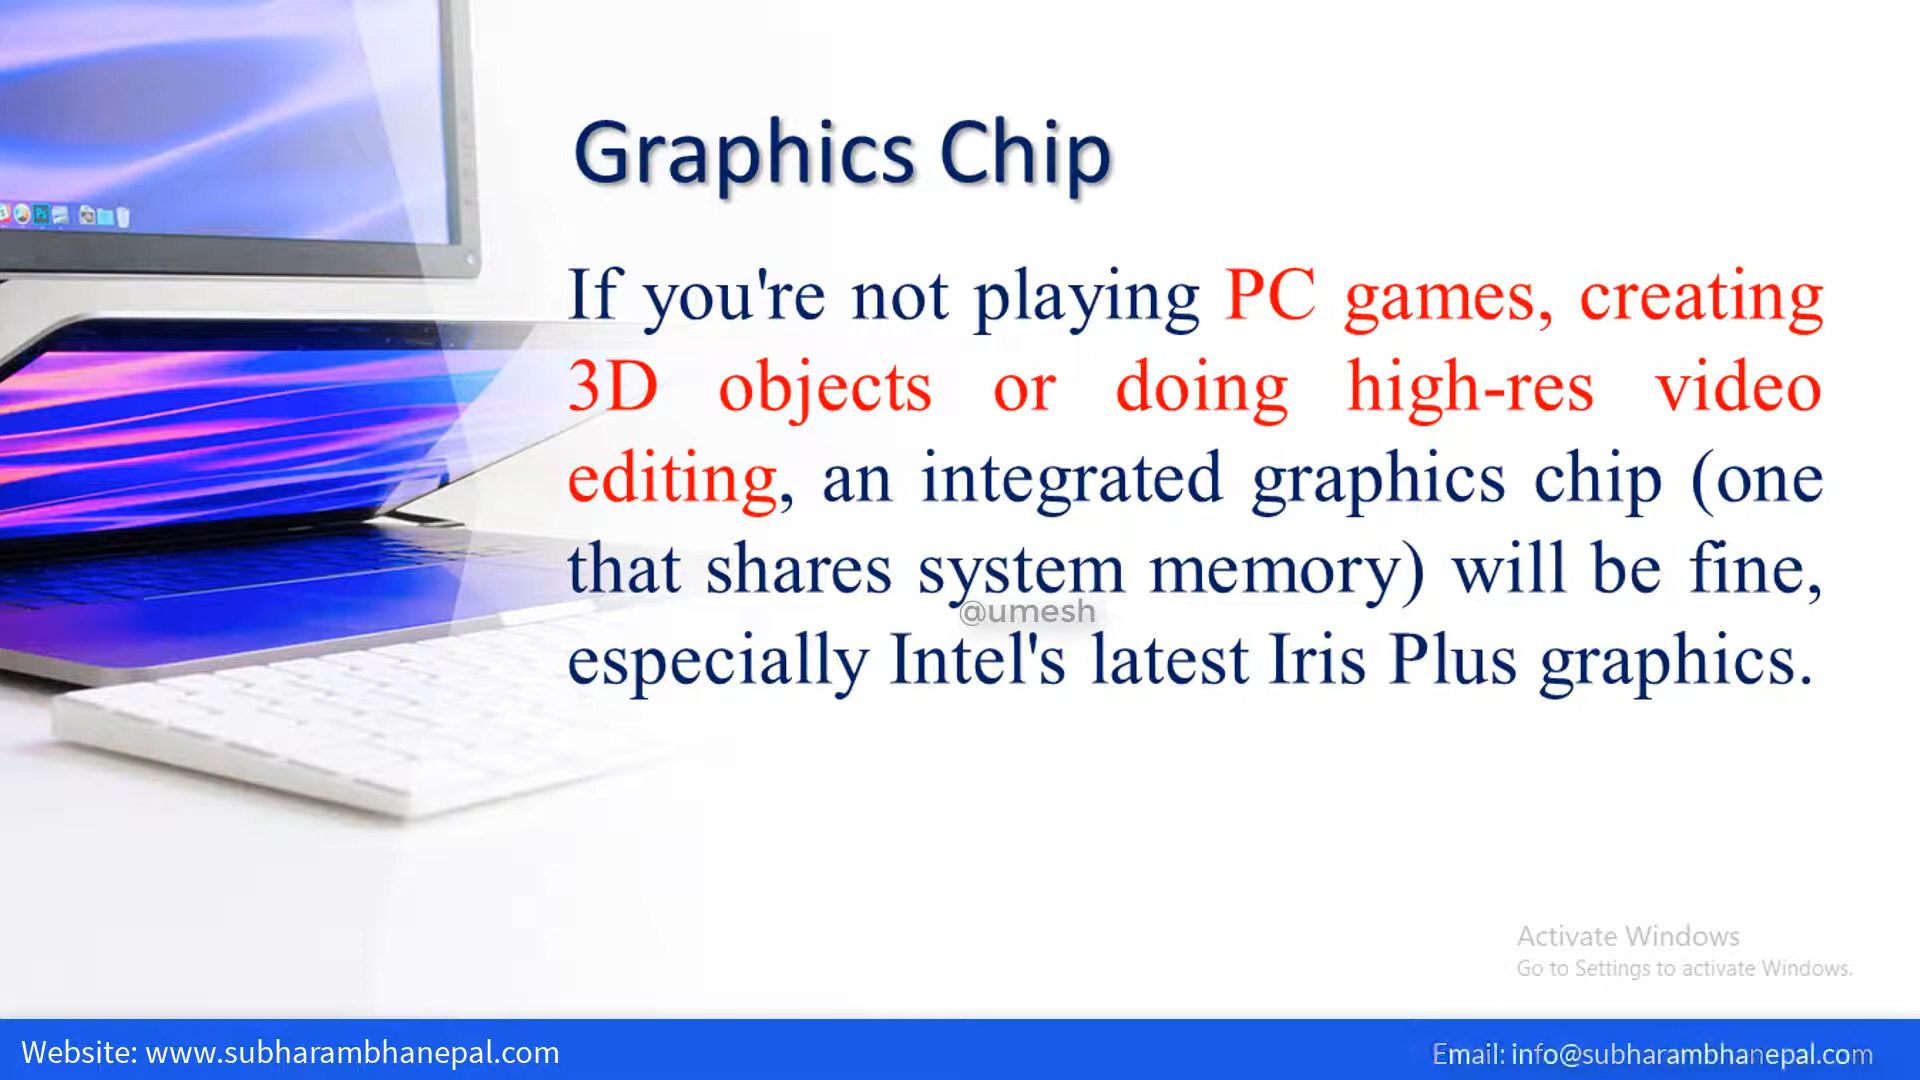 Graphics Chip
If you're not playing PC games, creating
3D objects or doing high-res video
editing, an integrated graphics chip (one
that shares system memory) will be fine,
@umesh
especially Intel's latest Iris Plus graphics.
Activate Windows
Go to Settings to activate Windows.
Website: www.subharambhanepal.com
Email: info@subharambhanepal.com